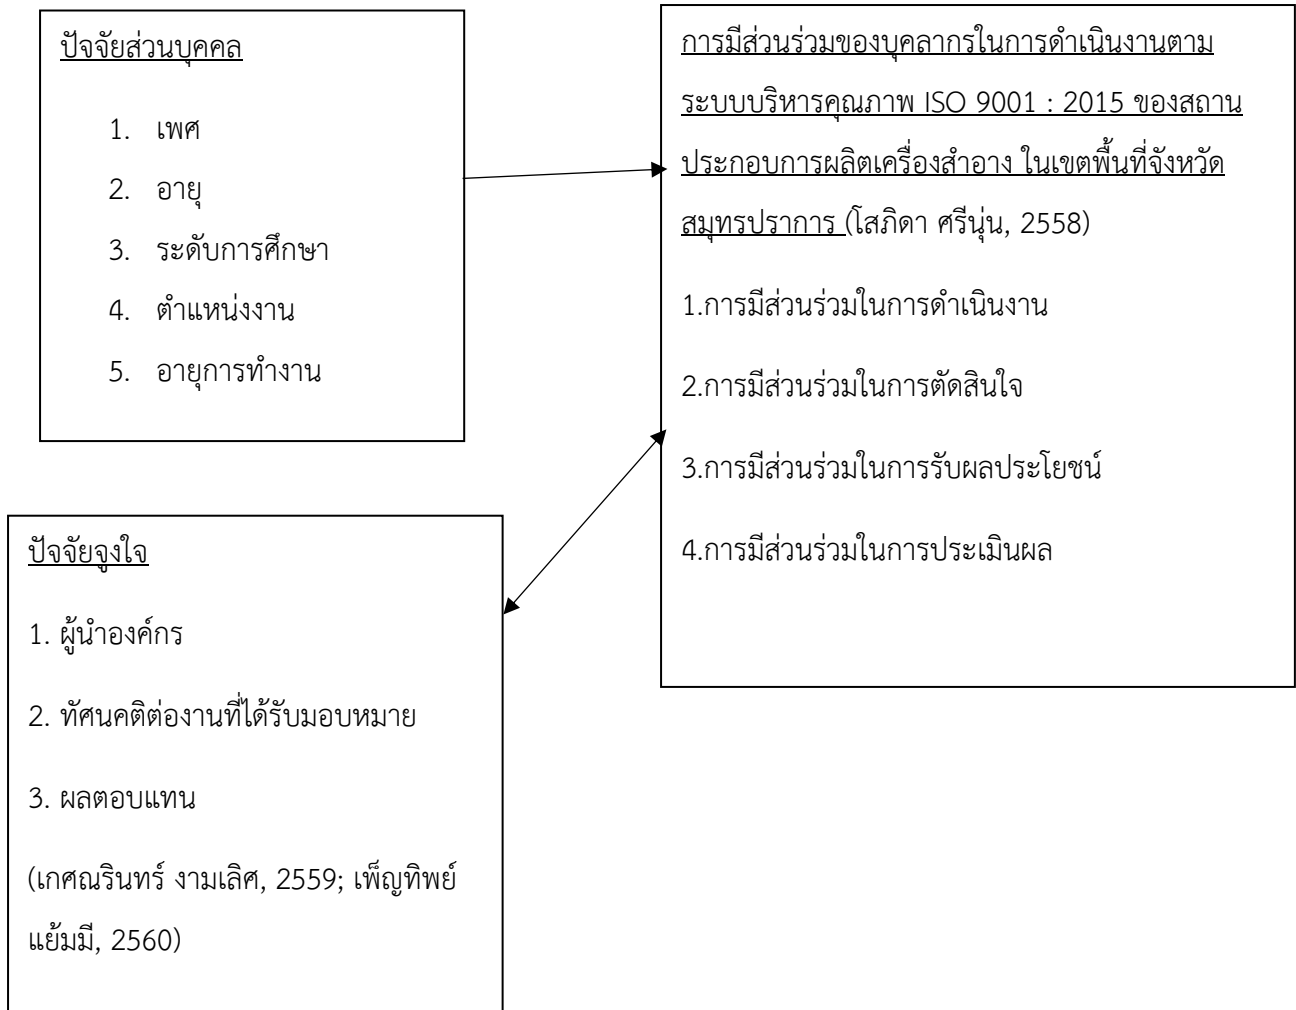 ปัจจัยส่วนบุคคล
1. เพศ
2. อายุ
3. ระดับการศึกษา
4. ตำแหน่งงาน
5. อายุการทำงาน
การมีส่วนร่วมของบุคลากรในการดำเนินงานตาม
ระบบบริหารคุณภาพ ISO 9001 : 2015 ของสถาน
ประกอบการผลิตเครื่องสำอาง ในเขตพื้นที่จังหวัด
สมุทรปราการ (โสภิดา ศรีนุ่น, 2558)
1.การมีส่วนร่วมในการดำเนินงาน
2.การมีส่วนร่วมในการตัดสินใจ
3.การมีส่วนร่วมในการรับผลประโยชน์
4.การมีส่วนร่วมในการประเมินผล
ปัจจัยจูงใจ
1. ผู้นำองค์กร
2. ทัศนคติต่องานที่ได้รับมอบหมาย
3. ผลตอบแทน
(เกศณรินทร์ งามเลิศ, 2559; เพ็ญทิพย์
แย้มมี, 2560)